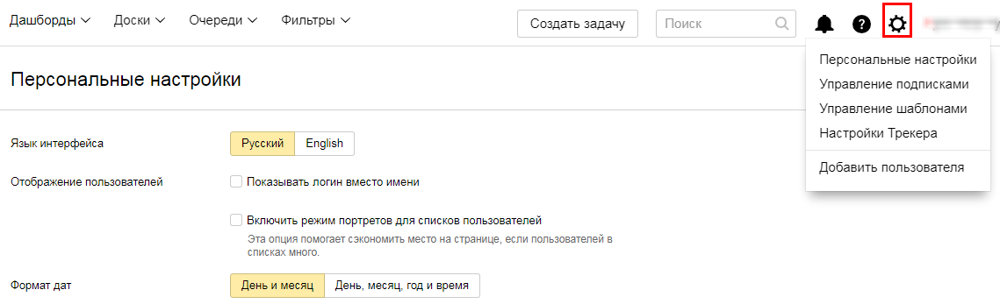 Дашборды Доски Очереди Фильтры Создать задачу Поиск
Персональные настройки
Управление подписками
Управление шаблонами
Настройки Трекера
Добавить пользователя
Персональные настройки
Язык интерфейса Русский English
Отображение пользователей Показывать логин вместо имени
Включить режим портретов для списков пользователей
Эта опция помогает сэкономить место на странице, если пользователей в
списках много.
Формат дат День и месяц День, месяц, год и время